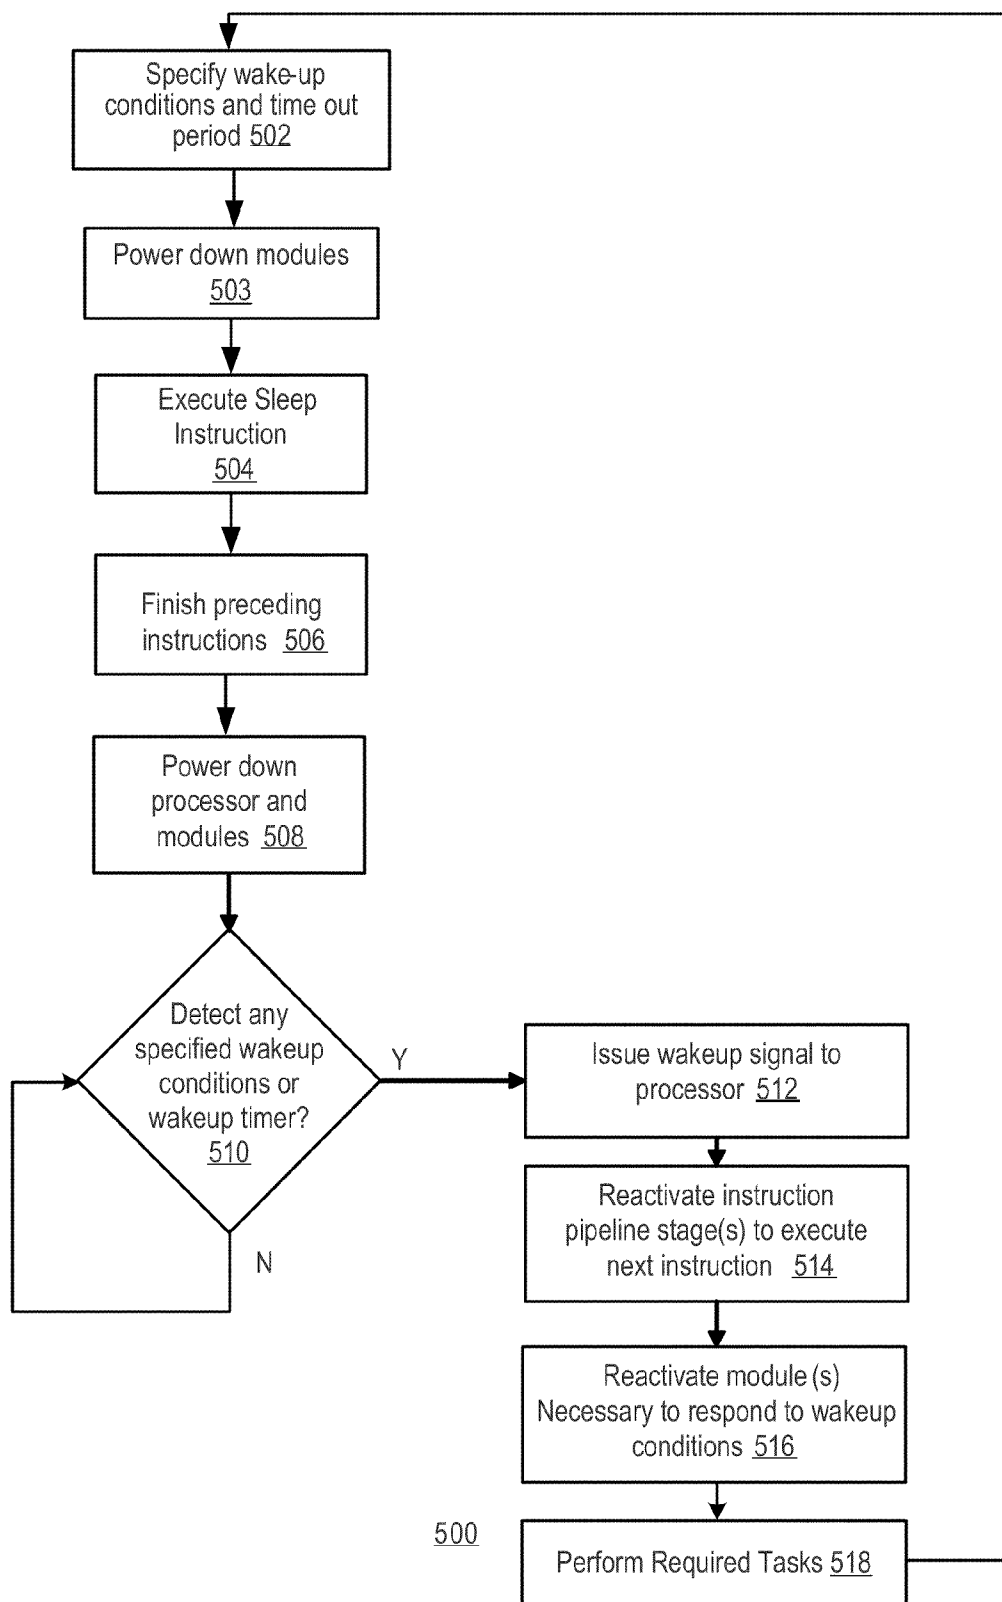 Specify wake-up
conditions and time out
period 502
Power down modules
503
Execute Sleep
Instruction
504
Finish preceding
instructions 506
Power down
processor and
modules 508
Detect any
specified wakeup
conditions or
wakeup timer?
510
Y
N
Issue wakeup signal to
processor 512
Reactivate instruction
pipeline stage(s) to execute
next instruction 514
Reactivate module (s)
Necessary to respond to wakeup
conditions 516
500
Perform Required Tasks 518